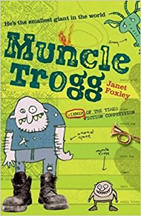 He's the smallest giant in the world
Muncle
Trogg
Janet
Foxley
WINNER OF THE TIMES
FICTION COMPETITION